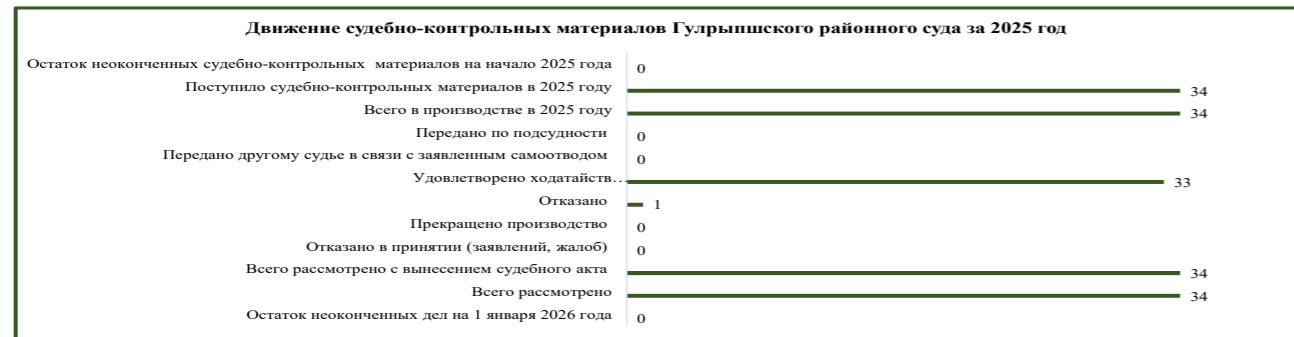 Движение судебно-контрольных материалов Гулрыпшского районного суда за 2025 год
Остаток неоконченных судебно-контрольных материалов на начало 2025 года 0
Поступило судебно-контрольных материалов в 2025 году 34
Всего в производстве в 2025 году 34
Передано по подсудности 0
Передано другому судье в связи с заявленным самоотводом 0
Удовлетворено ходатайств… 33
Отказано 1
Прекращено производство 0
Отказано в принятии (заявлений, жалоб) 0
Всего рассмотрено с вынесением судебного акта 34
Всего рассмотрено 34
Остаток неоконченных дел на 1 января 2026 года 0